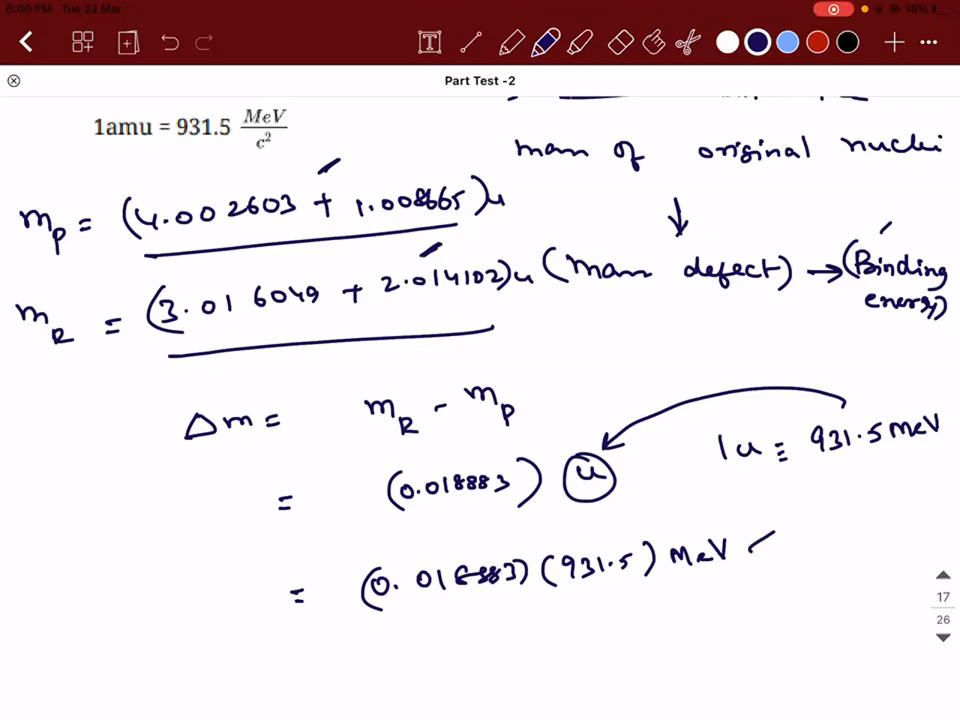 5:00 PM Tue 22 Mar
16%
Part Test -2
1amu = 931.5 MeV/c²
mass of original nuclei
mP = (4.002603 + 1.008665)u
mR = (3.016049 + 2.014102)u (mass defect) → (Binding energy)
Δm = mR - mP
1u ≡ 931.5 MeV
= (0.018883) u
= (0.018883) (931.5) MeV
17
26